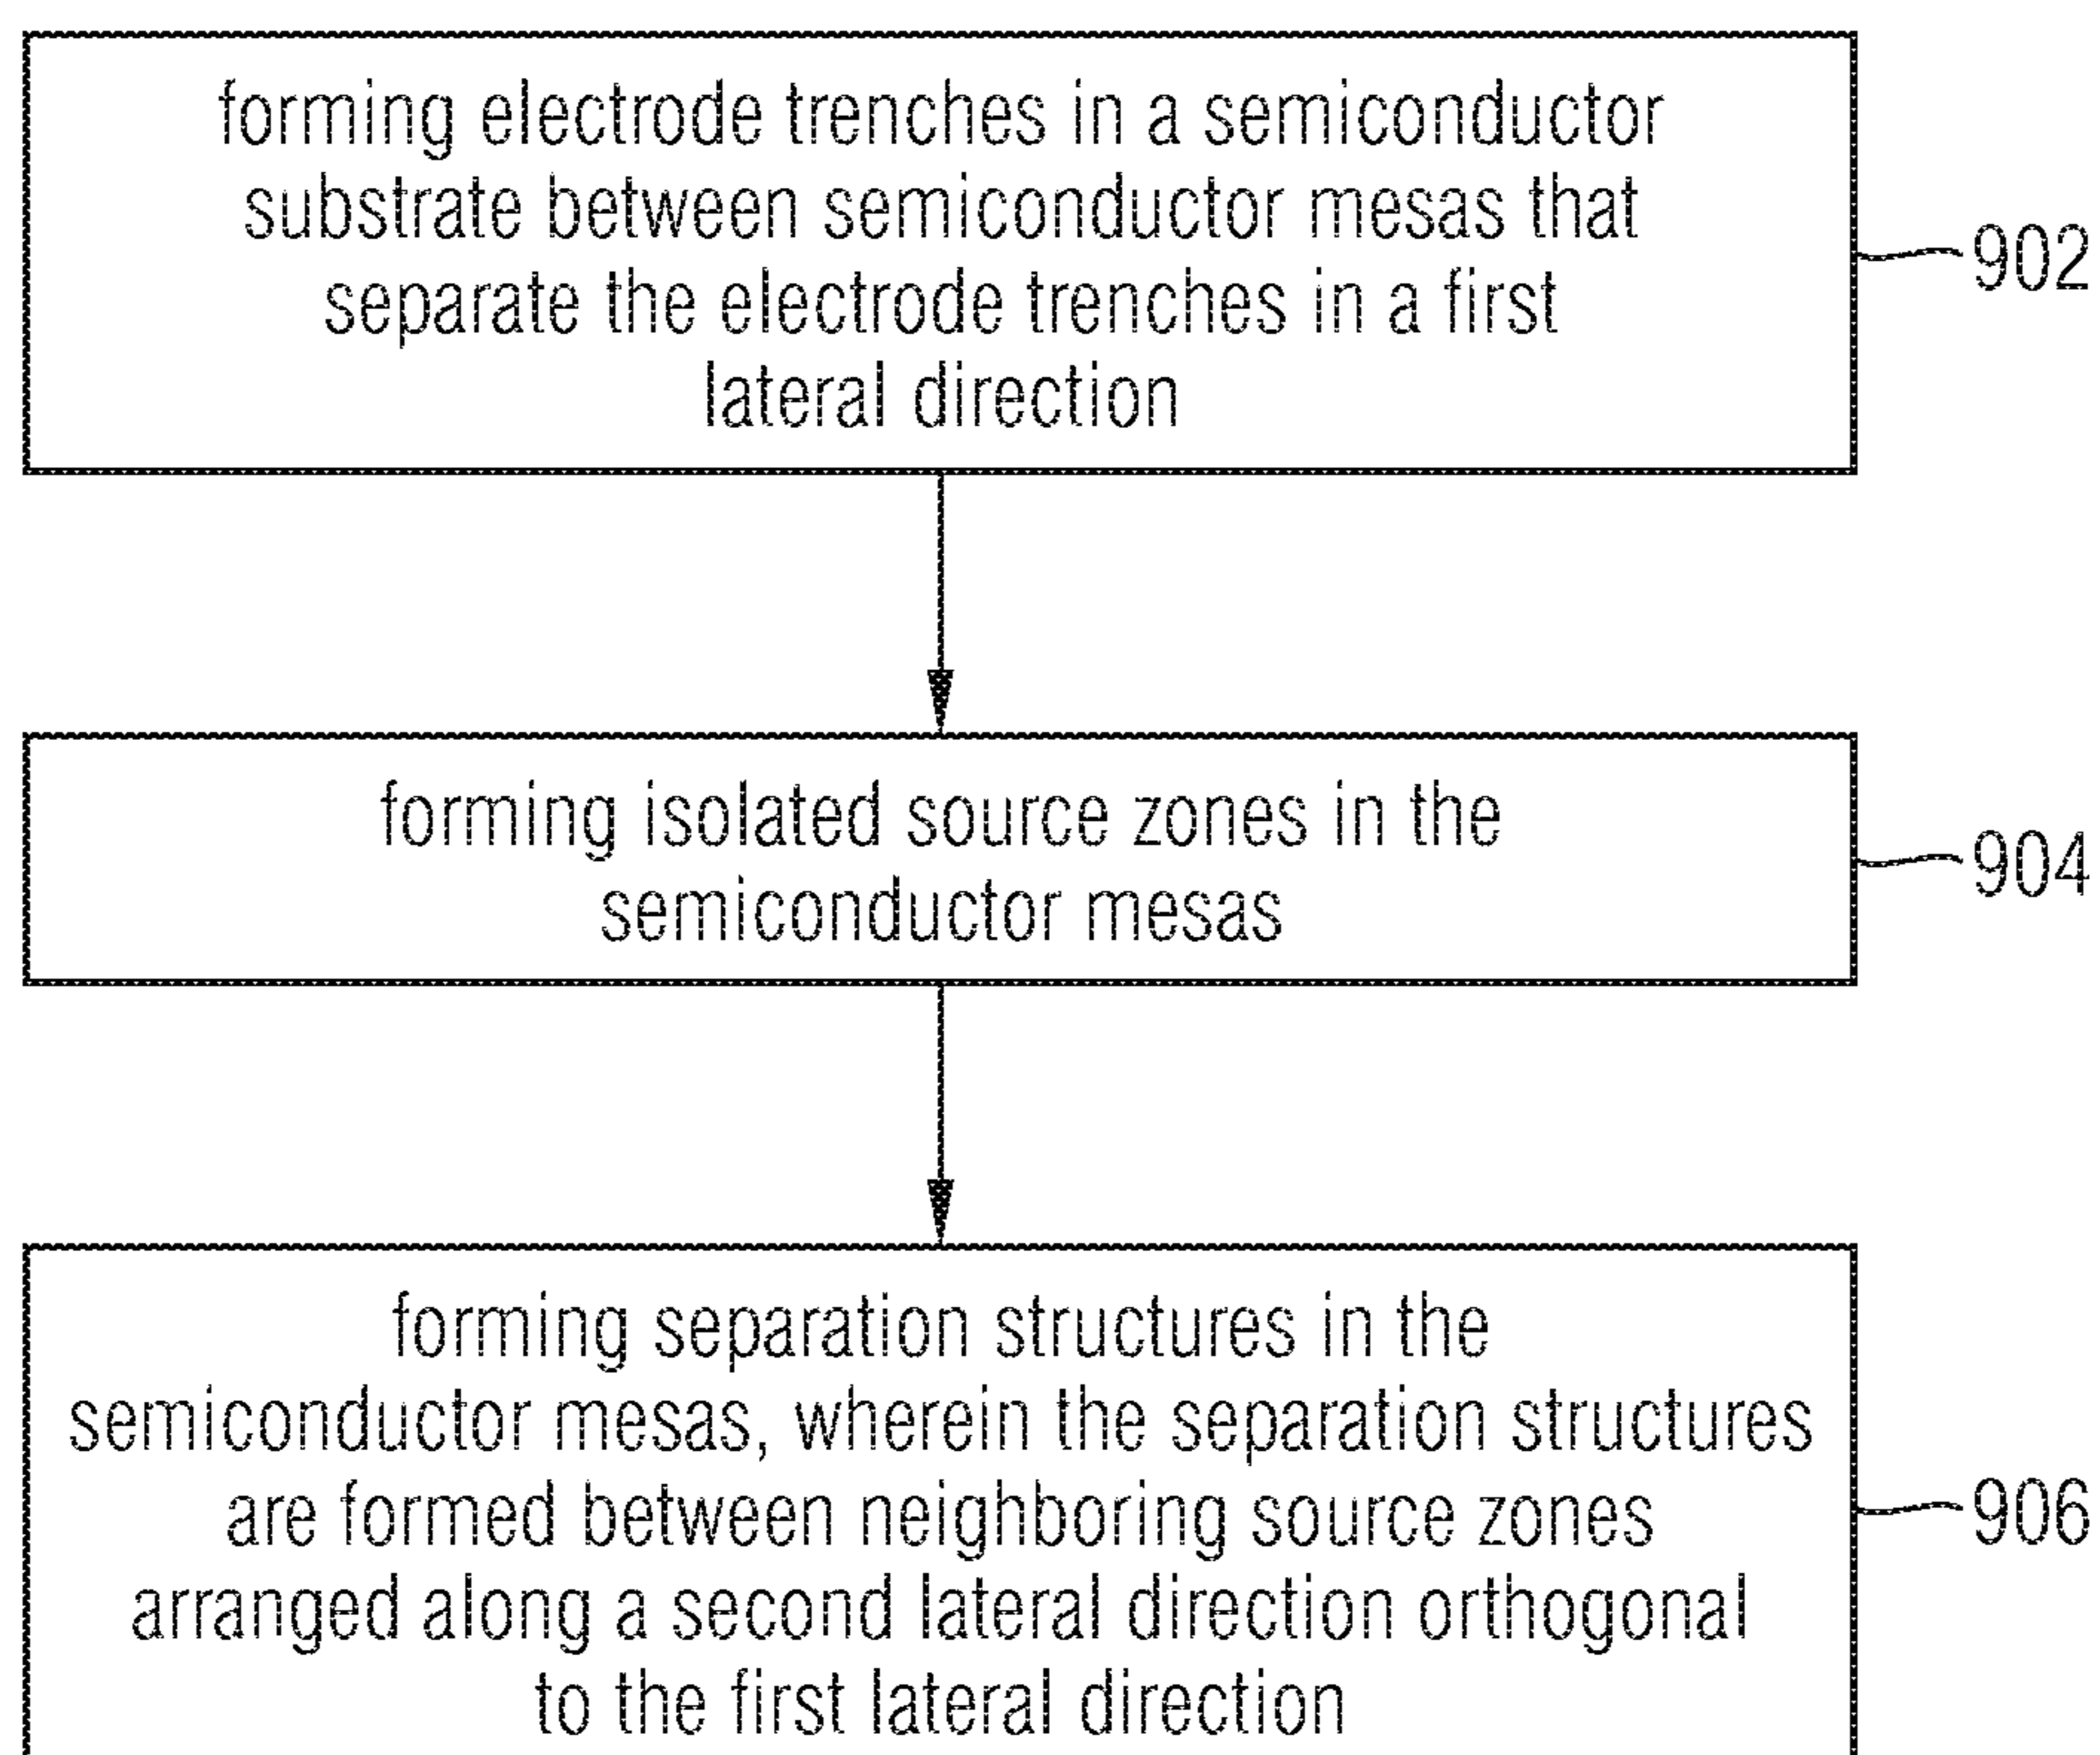 forming electrode trenches in a semiconductor
substrate between semiconductor mesas that
separate the electrode trenches in a first
lateral direction
902
forming isolated source zones in the
semiconductor mesas
904
forming separation structures in the
semiconductor mesas, wherein the separation structures
are formed between neighboring source zones
arranged along a second lateral direction orthogonal
to the first lateral direction
906